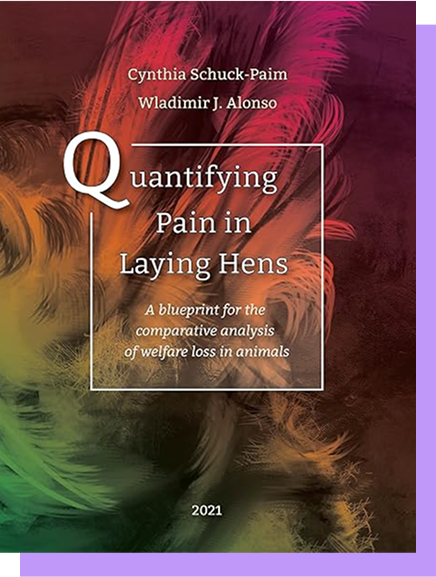 Cynthia Schuck-Paim
Wladimir J. Alonso
Quantifying
Pain in
Laying Hens
A blueprint for the
comparative analysis
of welfare loss in animals
2021